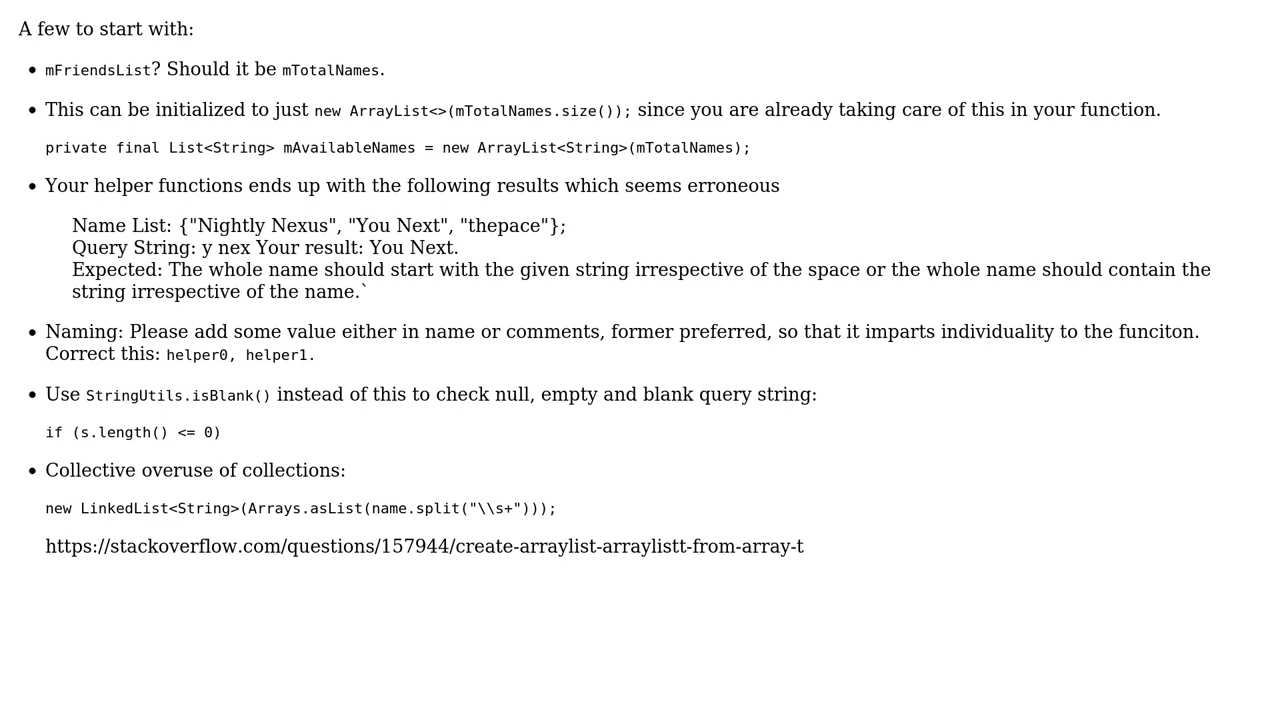 A few to start with:
• mFriendsList? Should it be mTotalNames.
• This can be initialized to just new ArrayList<>(mTotalNames.size()); since you are already taking care of this in your function.
private final List<String> mAvailableNames = new ArrayList<String>(mTotalNames);
• Your helper functions ends up with the following results which seems erroneous
Name List: {"Nightly Nexus", "You Next", "thepace"};
Query String: y nex Your result: You Next.
Expected: The whole name should start with the given string irrespective of the space or the whole name should contain the
string irrespective of the name.`
• Naming: Please add some value either in name or comments, former preferred, so that it imparts individuality to the funciton.
Correct this: helper0, helper1.
• Use StringUtils.isBlank() instead of this to check null, empty and blank query string:
if (s.length() <= 0)
• Collective overuse of collections:
new LinkedList<String>(Arrays.asList(name.split("\\s+")));
https://stackoverflow.com/questions/157944/create-arraylist-arraylistt-from-array-t